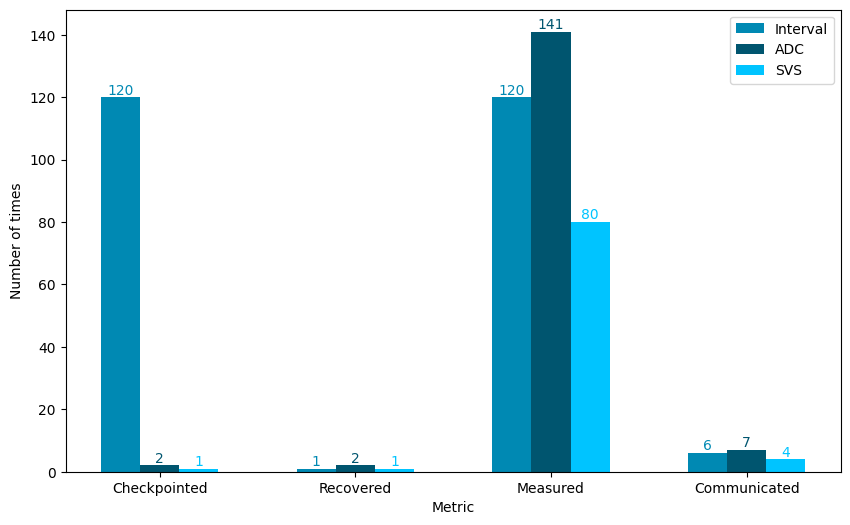 Interval
ADC
SVS
Number of times
140
120
100
80
60
40
20
0
120
2
1
1
2
1
120
141
80
6
7
4
Checkpointed
Recovered
Measured
Communicated
Metric